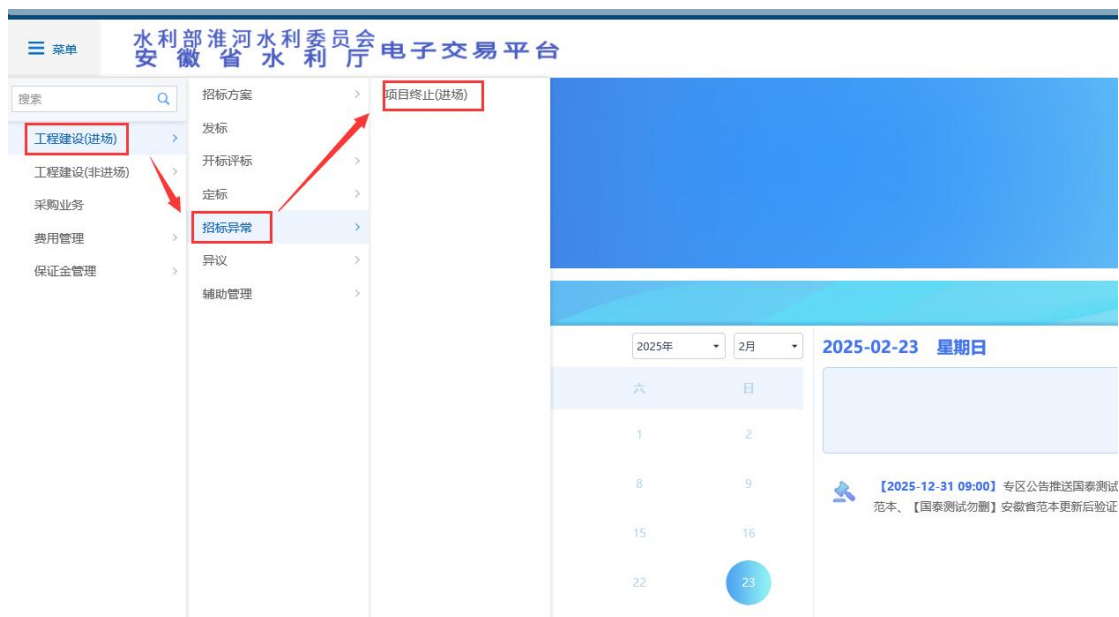 菜单
水利部淮河水利委员会
安徽省水利厅
电子交易平台
搜索
工程建设(进场)
工程建设(非进场)
采购业务
费用管理
保证金管理
招标方案
发标
开标评标
定标
招标异常
异议
辅助管理
项目终止(进场)
2025年 2月
六 日
1 2
8 9
15 16
22 23
2025-02-23 星期日
【2025-12-31 09:00】专区公告推送国泰测试
范本、【国泰测试勿删】安徽省范本更新后验证